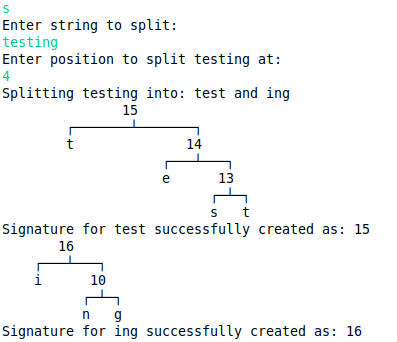 s
Enter string to split:
testing
Enter position to split testing at:
4
Splitting testing into: test and ing
15
t 14
e 13
s t
Signature for test successfully created as: 15
16
i 10
n g
Signature for ing successfully created as: 16